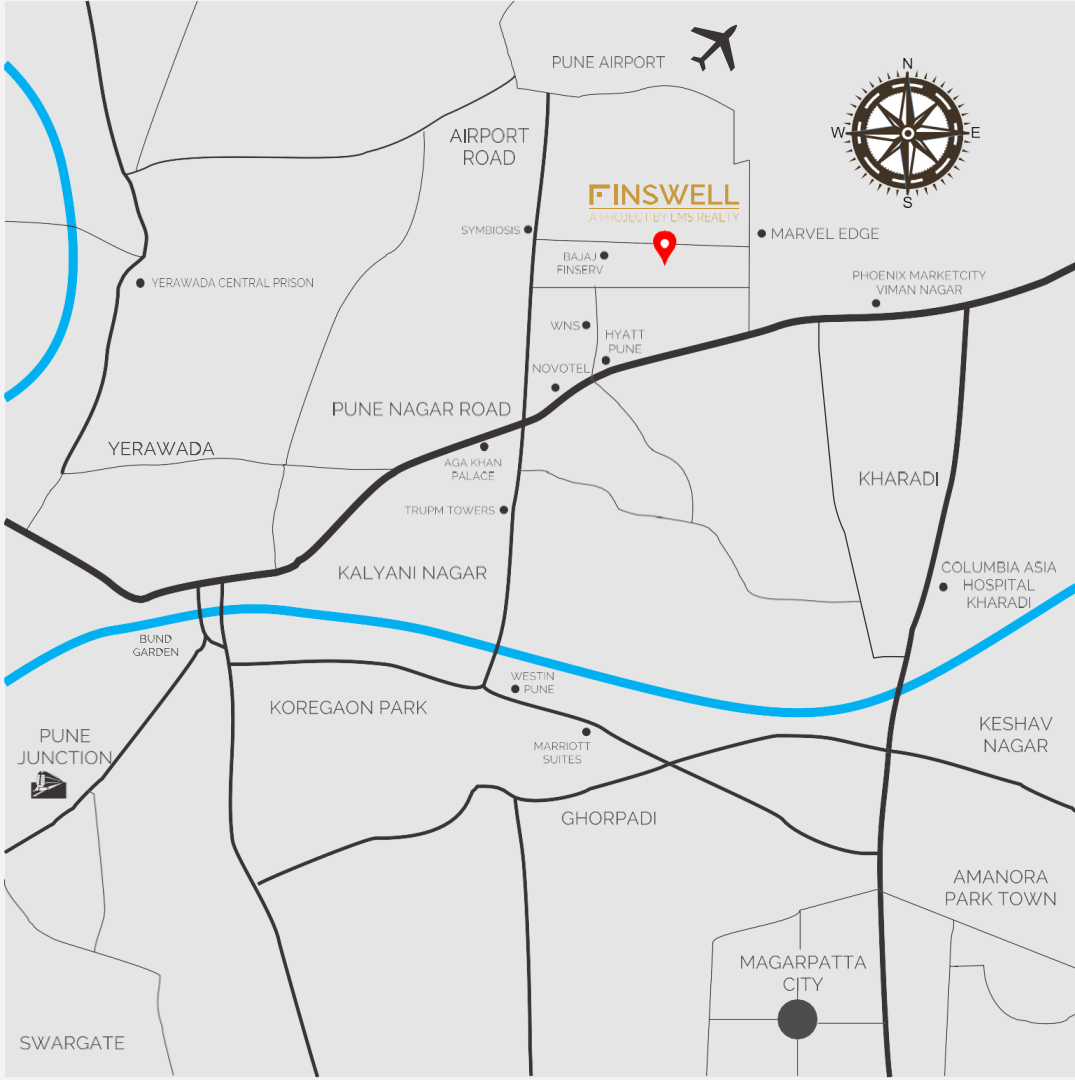 PUNE AIRPORT
N
W
E
S
AIRPORT
ROAD
FINSWELL
A PROJECT BY LMS REALTY
SYMBIOSIS
MARVEL EDGE
BAJAJ
FINSERV
YERAWADA CENTRAL PRISON
PHOENIX MARKETCITY
VIMAN NAGAR
WNS
HYATT
PUNE
NOVOTEL
PUNE NAGAR ROAD
YERAWADA
AGA KHAN
PALACE
KHARADI
TRUPM TOWERS
KALYANI NAGAR
COLUMBIA ASIA
HOSPITAL
KHARADI
BUND
GARDEN
WESTIN
PUNE
KOREGAON PARK
PUNE
JUNCTION
MARRIOTT
SUITES
KESHAV
NAGAR
GHORPADI
AMANORA
PARK TOWN
MAGARPATTA
CITY
SWARGATE